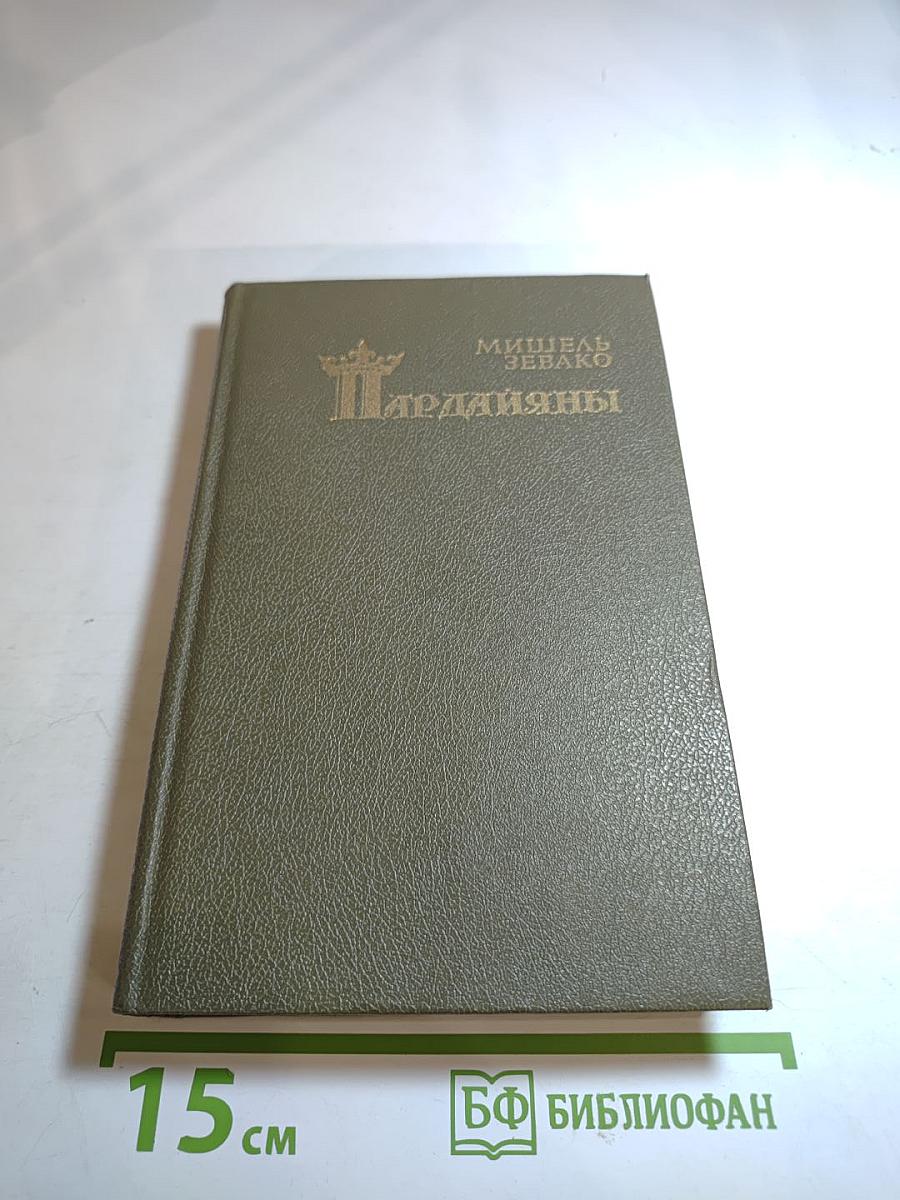 МИШЕЛЬ
ЗЕВАКО
ПАРДАЙЯНЫ
15 см
БФ БИБЛИОФАН